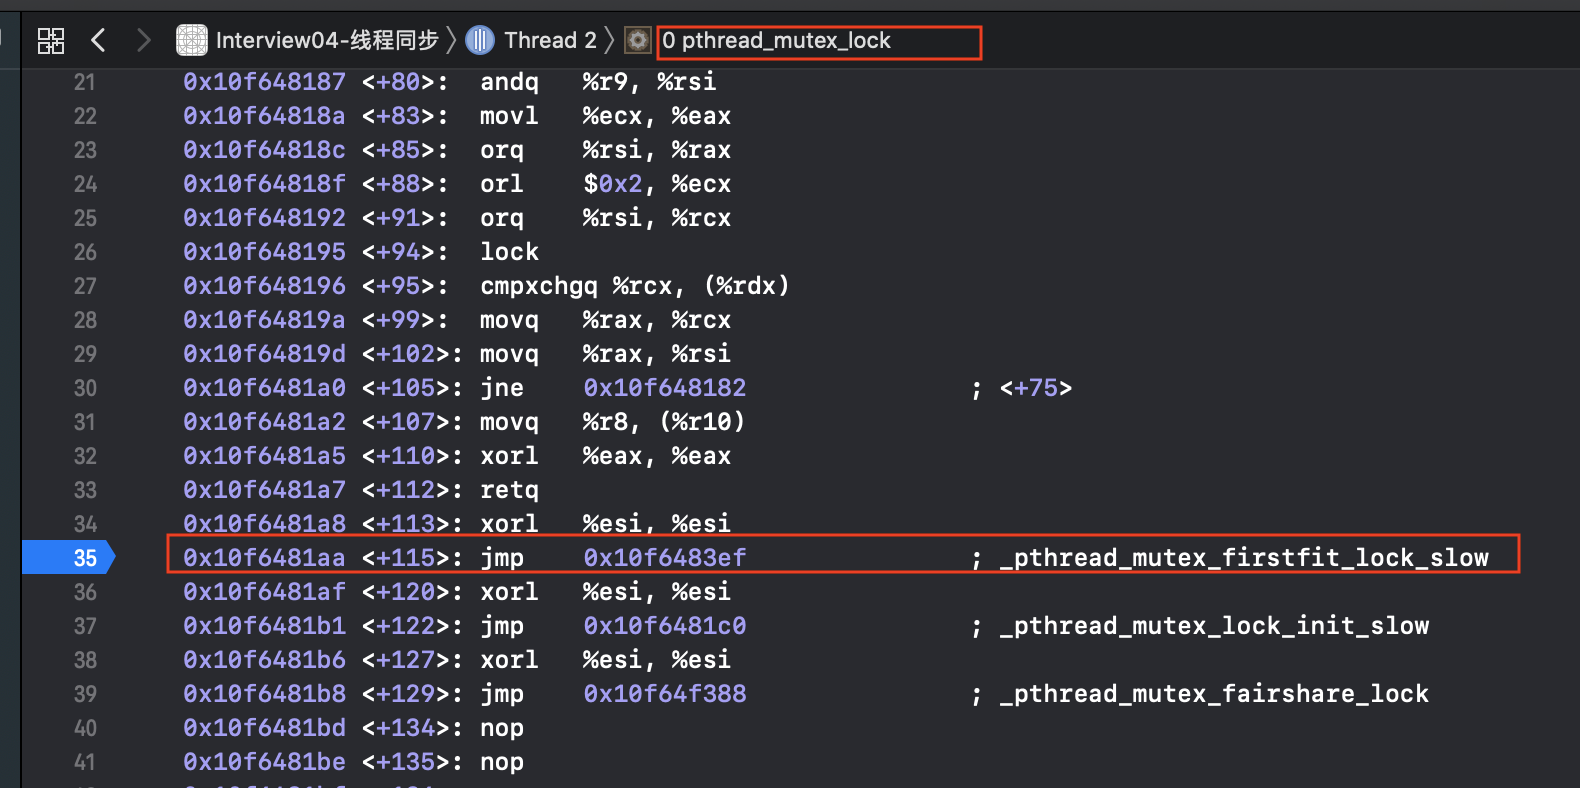 Interview04-线程同步 Thread 2 0 pthread_mutex_lock
21 0x10f648187 <+80>: andq %r9, %rsi
22 0x10f64818a <+83>: movl %ecx, %eax
23 0x10f64818c <+85>: orq %rsi, %rax
24 0x10f64818f <+88>: orl $0x2, %ecx
25 0x10f648192 <+91>: orq %rsi, %rcx
26 0x10f648195 <+94>: lock
27 0x10f648196 <+95>: cmpxchgq %rcx, (%rdx)
28 0x10f64819a <+99>: movq %rax, %rcx
29 0x10f64819d <+102>: movq %rax, %rsi
30 0x10f6481a0 <+105>: jne 0x10f648182 ; <+75>
31 0x10f6481a2 <+107>: movq %r8, (%r10)
32 0x10f6481a5 <+110>: xorl %eax, %eax
33 0x10f6481a7 <+112>: retq
34 0x10f6481a8 <+113>: xorl %esi, %esi
35 0x10f6481aa <+115>: jmp 0x10f6483ef ; _pthread_mutex_firstfit_lock_slow
36 0x10f6481af <+120>: xorl %esi, %esi
37 0x10f6481b1 <+122>: jmp 0x10f6481c0 ; _pthread_mutex_lock_init_slow
38 0x10f6481b6 <+127>: xorl %esi, %esi
39 0x10f6481b8 <+129>: jmp 0x10f64f388 ; _pthread_mutex_fairshare_lock
40 0x10f6481bd <+134>: nop
41 0x10f6481be <+135>: nop